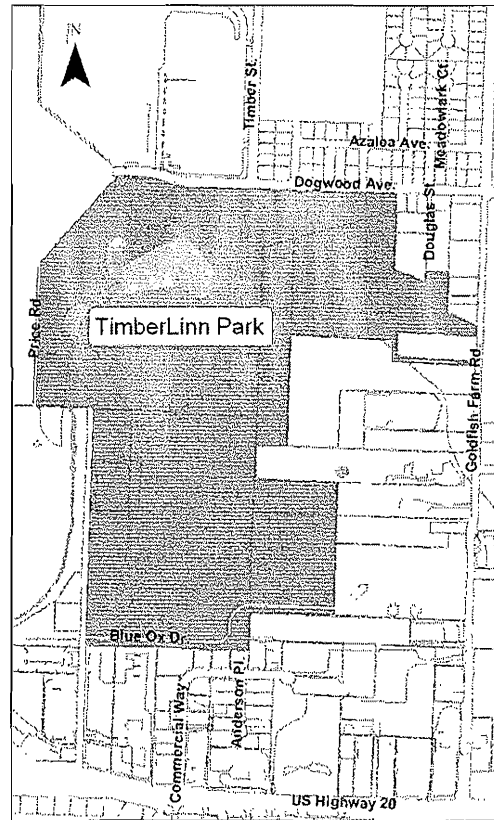 N
Timber St.
Meadowlark Ct.
Azalea Ave.
Dogwood Ave.
Douglas St.
TimberLinn Park
Price Rd
Goldfish Farm Rd
Blue Ox Dr.
Commercial Way
Anderson Pl.
US Highway 20